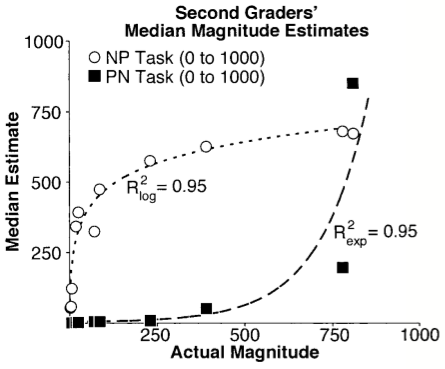 Second Graders'
Median Magnitude Estimates
1000
○ NP Task (0 to 1000)
■ PN Task (0 to 1000)
750
500
250
R²log = 0.95
R²exp = 0.95
250
500
750
1000
Actual Magnitude
Median Estimate